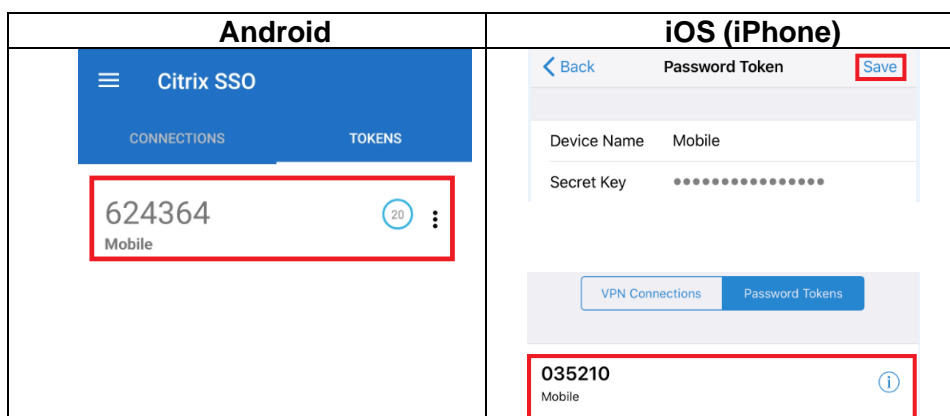 Android
Citrix SSO
CONNECTIONS TOKENS
624364
20
Mobile
iOS (iPhone)
Back Password Token Save
Device Name Mobile
Secret Key ••••••••••••••••
VPN Connections Password Tokens
035210
Mobile